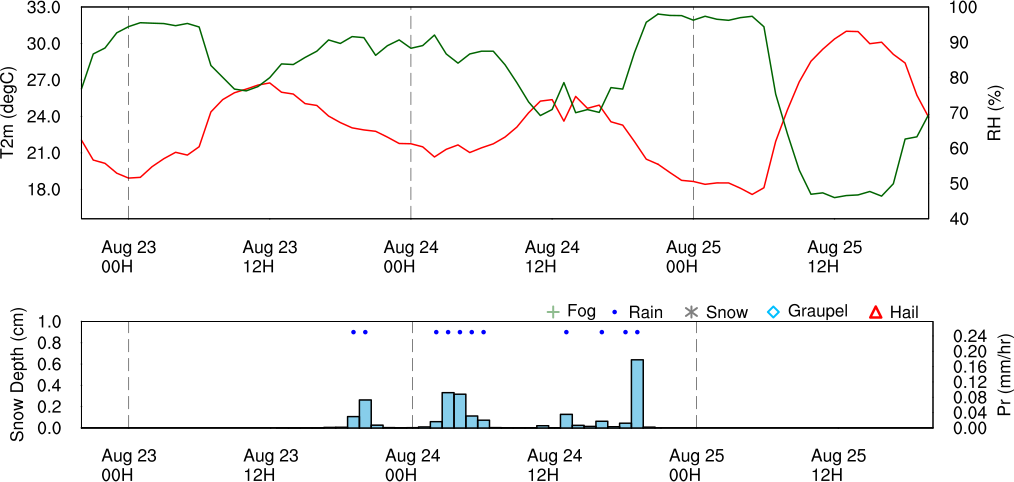 33.0
30.0
27.0
24.0
21.0
18.0
T2m (degC)
100
90
80
70
60
50
40
RH (%)
Aug 23 Aug 23 Aug 24 Aug 24 Aug 25 Aug 25
00H 12H 00H 12H 00H 12H
Fog Rain Snow Graupel Hail
1.0
0.8
0.6
0.4
0.2
0.0
Snow Depth (cm)
0.24
0.20
0.16
0.12
0.08
0.04
0.00
Pr (mm/hr)
Aug 23 Aug 23 Aug 24 Aug 24 Aug 25 Aug 25
00H 12H 00H 12H 00H 12H